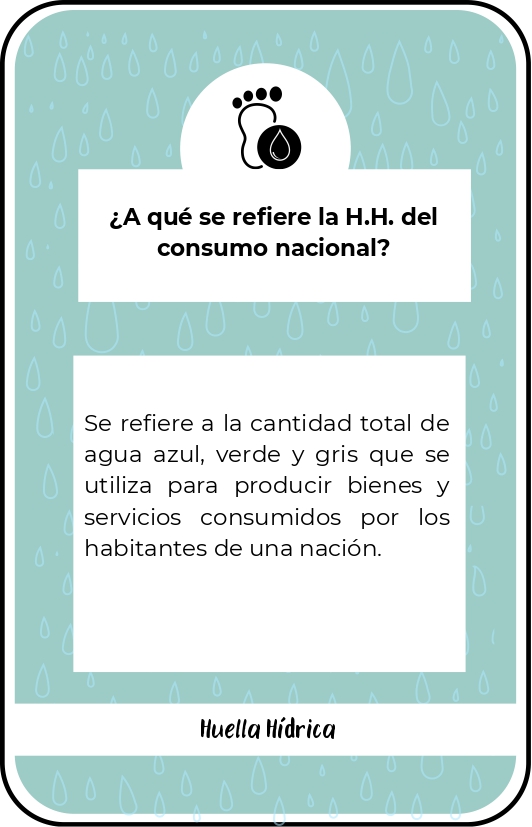 ¿A qué se refiere la H.H. del
consumo nacional?
Se refiere a la cantidad total de
agua azul, verde y gris que se
utiliza para producir bienes y
servicios consumidos por los
habitantes de una nación.
Huella Hídrica